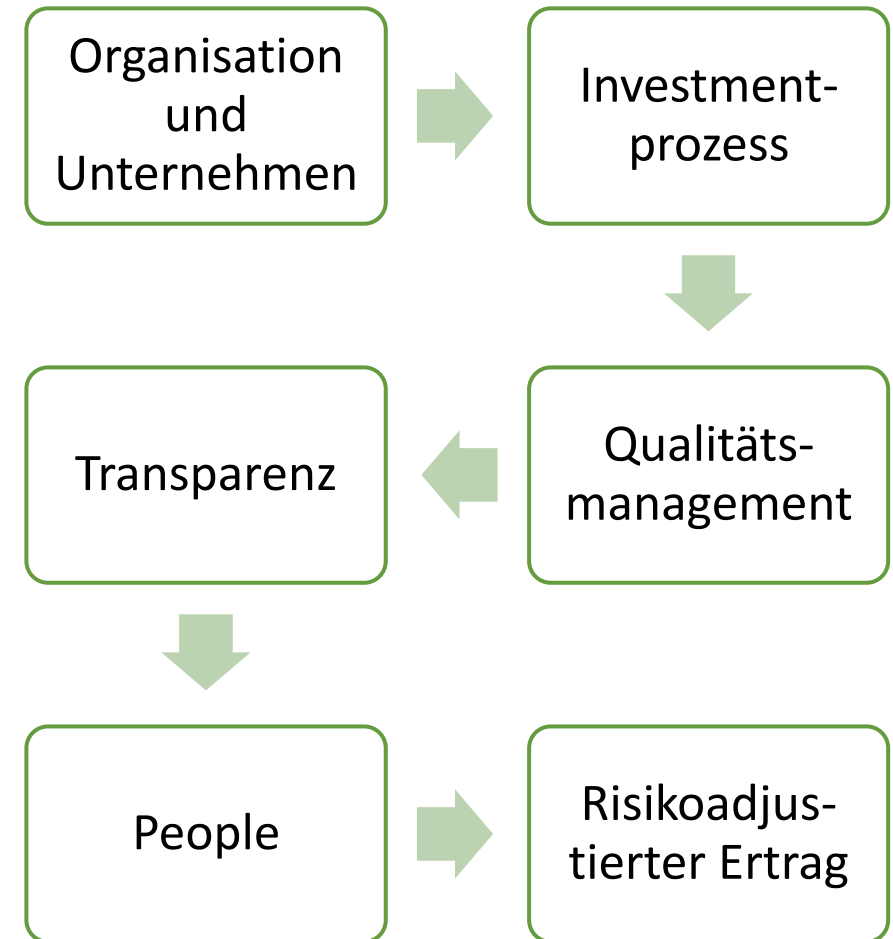 Organisation
und
Unternehmen
Investment-
prozess
Qualitäts-
management
Transparenz
People
Risikoadjus-
tierter Ertrag